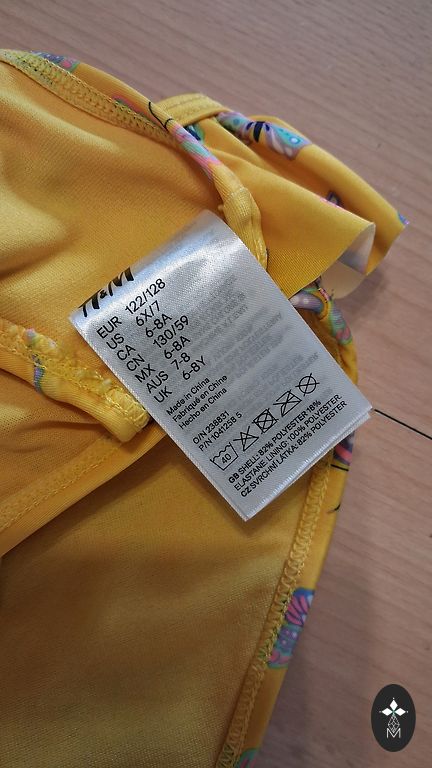 H&M
EUR 122/128
US 6X/7
CA 6-8A
CN 130/59
MX 6-8A
AUS 7-8
UK 6-8Y
Made in China
Fabriqué en Chine
Hecho en China
O/N 238831
P/N 1041258 5
40
GB SHELL: 82% POLYESTER 18%
ELASTANE LINING: 100% POLYESTER
CZ SVRCHNÍ LÁTKA: 82% POLYESTER
M